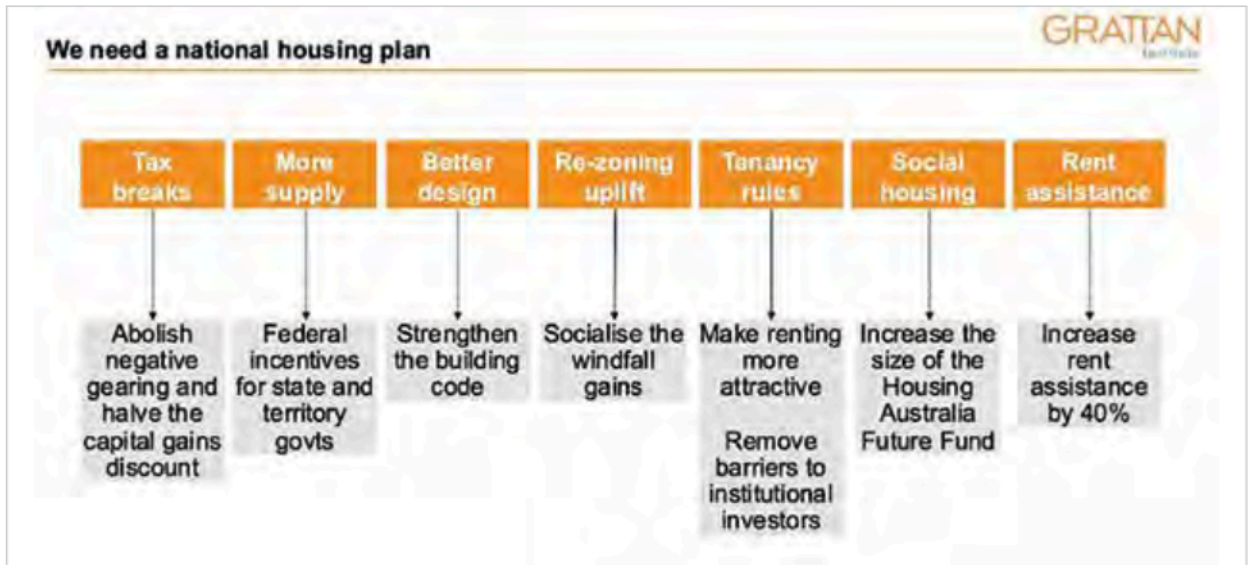 GRATTAN
Institute
We need a national housing plan
Tax
breaks
More
supply
Better
design
Re-zoning
uplift
Tenancy
rules
Social
housing
Rent
assistance
Abolish
negative
gearing and
halve the
capital gains
discount
Federal
incentives
for state and
territory
govts
Strengthen
the building
code
Socialise the
windfall
gains
Make renting
more
attractive
Remove
barriers to
institutional
investors
Increase the
size of the
Housing
Australia
Future Fund
Increase
rent
assistance
by 40%